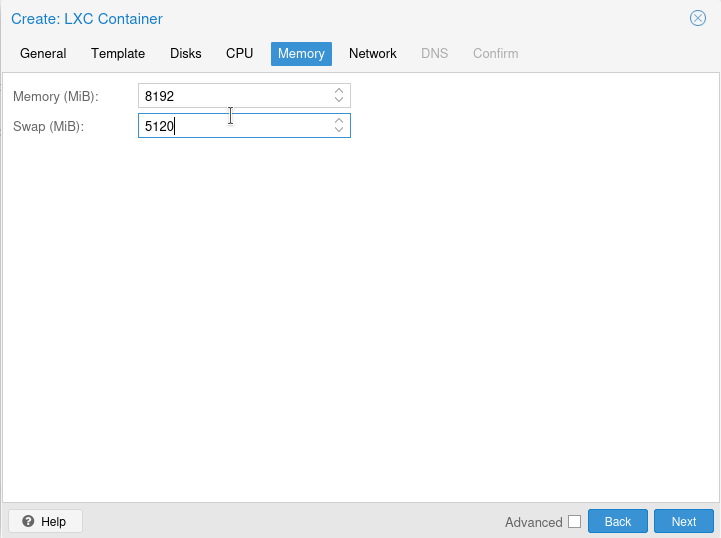 Create: LXC Container
General Template Disks CPU Memory Network DNS Confirm
Memory (MiB): 8192
Swap (MiB): 5120
Help Advanced Back Next